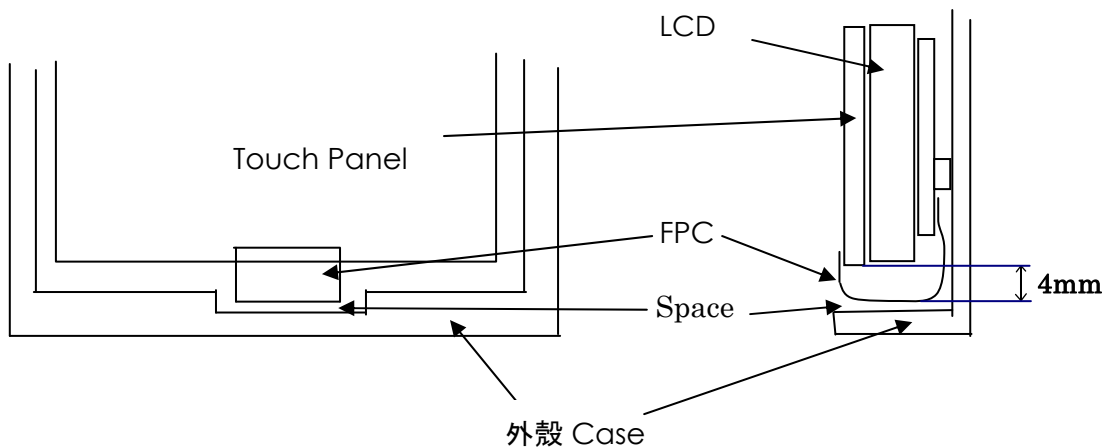 LCD
Touch Panel
FPC
4mm
Space
外殼 Case